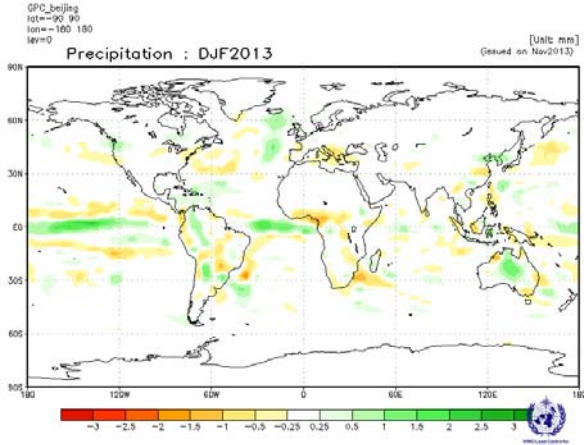 GPC_beijing
lat=-90 90
lon=-180 180
lev=0
[Unit: mm]
Precipitation : DJF2013
(issued on Nov2013)
90N
60N
30N
EQ
30S
60S
90S
180 120W 60W 0 60E 120E 180
-3 -2.5 -2 -1.5 -1 -0.5 -0.25 0.25 0.5 1 1.5 2 2.5 3